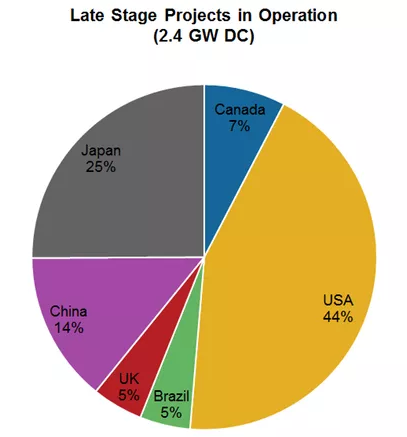 Late Stage Projects in Operation
(2.4 GW DC)
Canada
7%
Japan
25%
USA
44%
China
14%
UK
5%
Brazil
5%